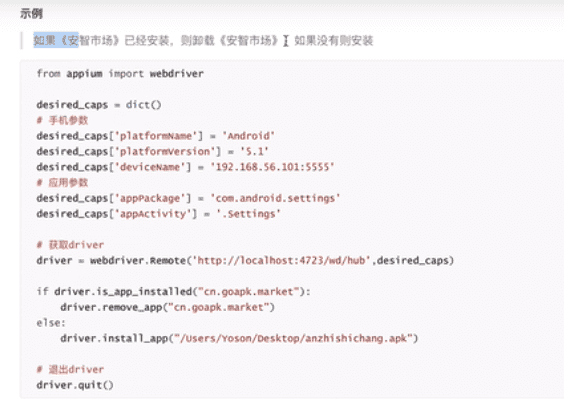 示例
如果《安智市场》已经安装，则卸载《安智市场》，如果没有则安装
from appium import webdriver
desired_caps = dict()
# 手机参数
desired_caps['platformName'] = 'Android'
desired_caps['platformVersion'] = '5.1'
desired_caps['deviceName'] = '192.168.56.101:5555'
# 应用参数
desired_caps['appPackage'] = 'com.android.settings'
desired_caps['appActivity'] = '.Settings'
# 获取driver
driver = webdriver.Remote('http://localhost:4723/wd/hub',desired_caps)
if driver.is_app_installed("cn.goapk.market"):
    driver.remove_app("cn.goapk.market")
else:
    driver.install_app("/Users/Yoson/Desktop/anzhishichang.apk")
# 退出driver
driver.quit()